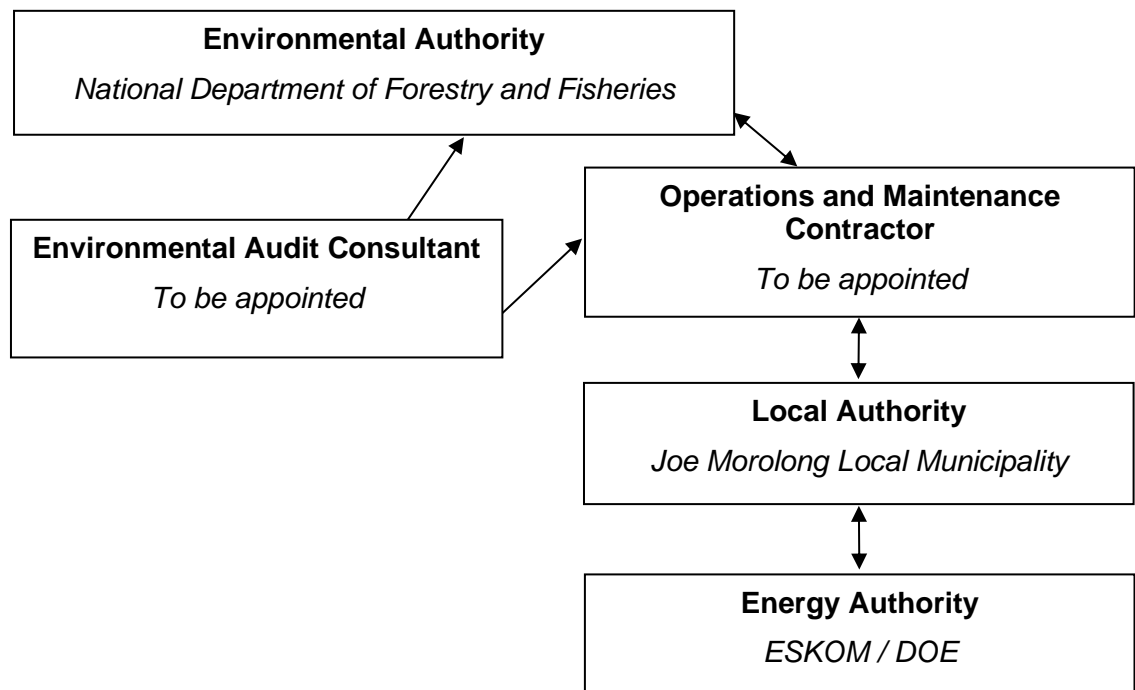 Environmental Authority
National Department of Forestry and Fisheries
Operations and Maintenance
Contractor
To be appointed
Environmental Audit Consultant
To be appointed
Local Authority
Joe Morolong Local Municipality
Energy Authority
ESKOM / DOE